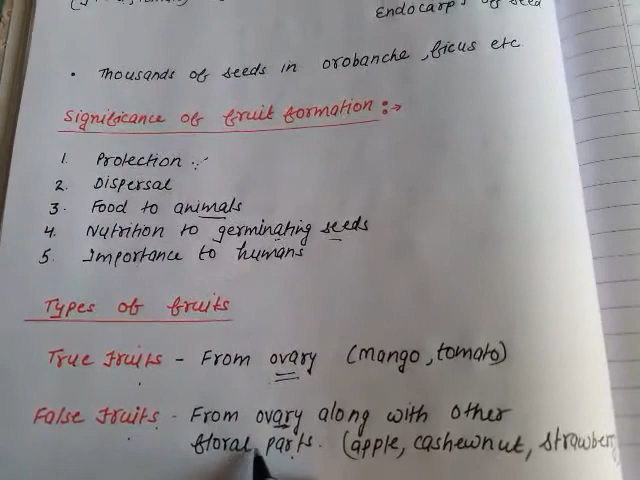 Endocarps of seed
• Thousands of seeds in orobanche, ficus etc
Significance of fruit formation :→
1. Protection
2. Dispersal
3. Food to animals
4. Nutrition to germinating seeds
5. Importance to humans
Types of fruits
True Fruits - From ovary (mango, tomato)
False Fruits - From ovary along with other
floral parts. (apple, cashewnut, strawberr